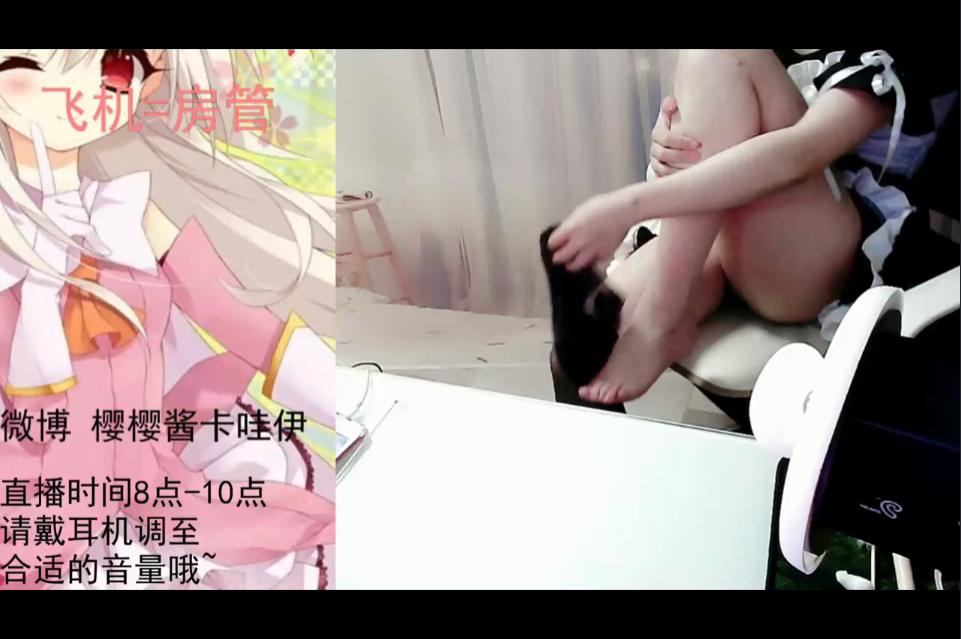 飞机=房管
微博 樱樱酱卡哇伊
直播时间8点-10点
请戴耳机调至
合适的音量哦~